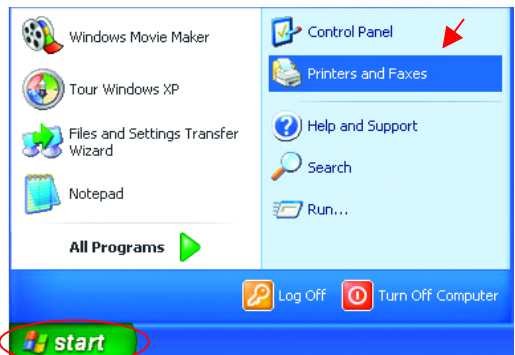 Windows Movie Maker
Tour Windows XP
Files and Settings Transfer
Wizard
Notepad
All Programs
Control Panel
Printers and Faxes
Help and Support
Search
Run...
Log Off
Turn Off Computer
start